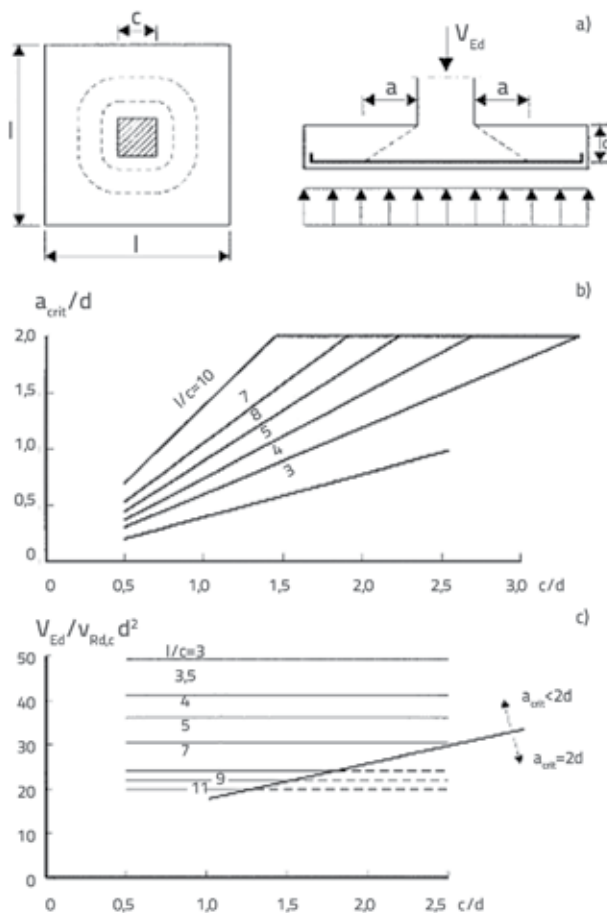 c
a)
V_Ed
a a
l
d
l
b)
a_crit/d
2,0
l/c=10
1,5
7
8
5
1,0
4
3
0,5
0
0 0,5 1,0 1,5 2,0 2,5 3,0 c/d
c)
V_Ed/v_Rd,c d²
50
l/c=3
3,5
40
4
a_crit<2d
5
30
7
a_crit=2d
9
20
11
10
0
0 0,5 1,0 1,5 2,0 2,5 c/d